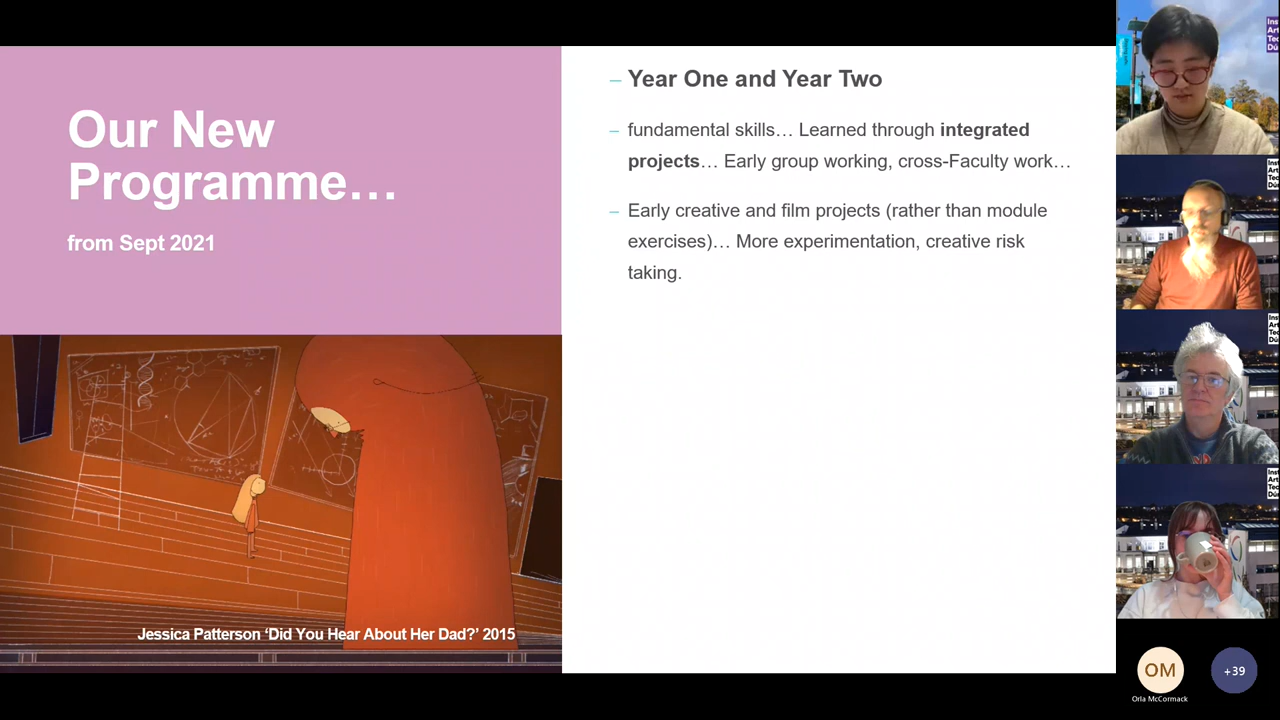 Our New
Programme…
from Sept 2021
– Year One and Year Two
– fundamental skills… Learned through integrated
projects… Early group working, cross-Faculty work…
– Early creative and film projects (rather than module
exercises)… More experimentation, creative risk
taking.
Jessica Patterson ‘Did You Hear About Her Dad?’ 2015
OM
Orla McCormack
+39